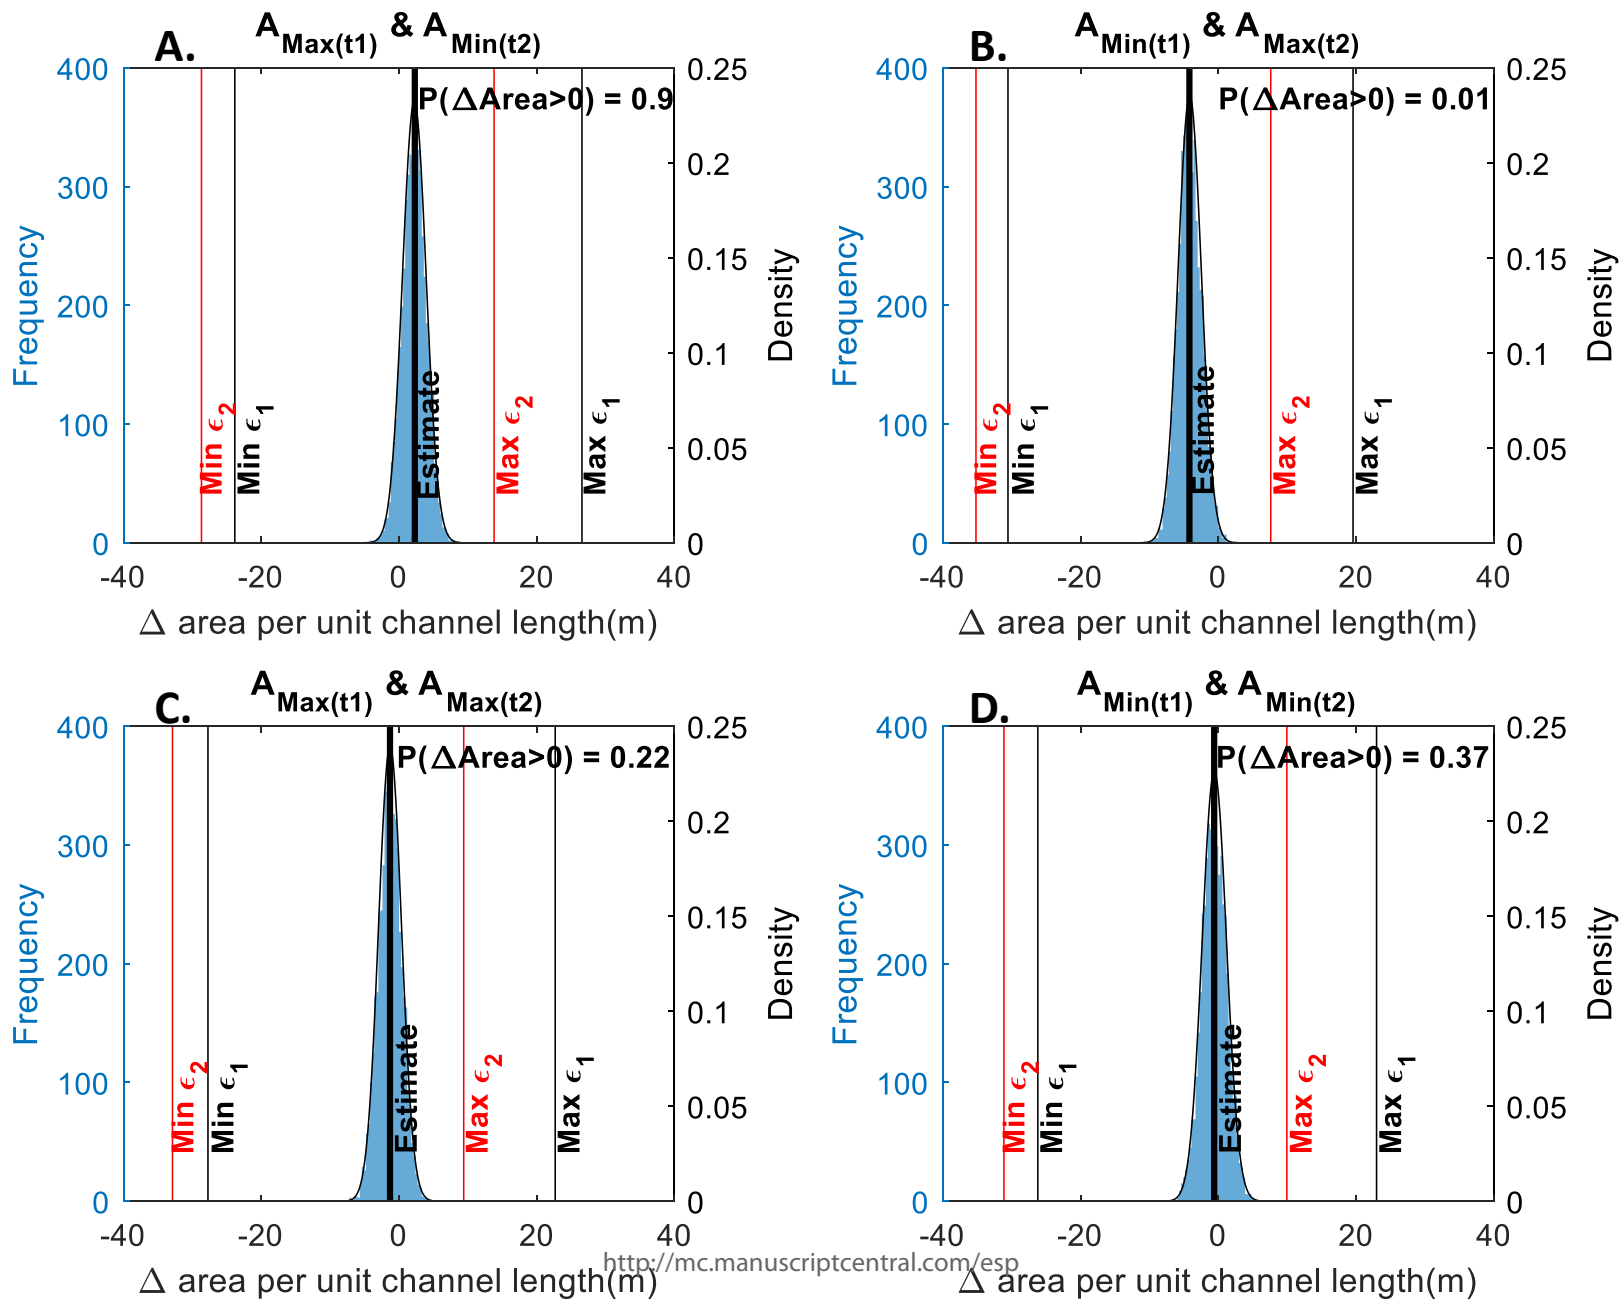 A.
A Max(t1) & A Min(t2)
P(ΔArea>0) = 0.9
400
300
200
100
0
Frequency
0.25
0.2
0.15
0.1
0.05
0
Density
Min ϵ2
Min ϵ1
Estimate
Max ϵ2
Max ϵ1
-40 -20 0 20 40
Δ area per unit channel length(m)
B.
A Min(t1) & A Max(t2)
P(ΔArea>0) = 0.01
400
300
200
100
0
Frequency
0.25
0.2
0.15
0.1
0.05
0
Density
Min ϵ2
Min ϵ1
Estimate
Max ϵ2
Max ϵ1
-40 -20 0 20 40
Δ area per unit channel length(m)
C.
A Max(t1) & A Max(t2)
P(ΔArea>0) = 0.22
400
300
200
100
0
Frequency
0.25
0.2
0.15
0.1
0.05
0
Density
Min ϵ2
Min ϵ1
Estimate
Max ϵ2
Max ϵ1
-40 -20 0 20 40
Δ area per unit channel length(m)
D.
A Min(t1) & A Min(t2)
P(ΔArea>0) = 0.37
400
300
200
100
0
Frequency
0.25
0.2
0.15
0.1
0.05
0
Density
Min ϵ2
Min ϵ1
Estimate
Max ϵ2
Max ϵ1
-40 -20 0 20 40
Δ area per unit channel length(m)
http://mc.manuscriptcentral.com/esp